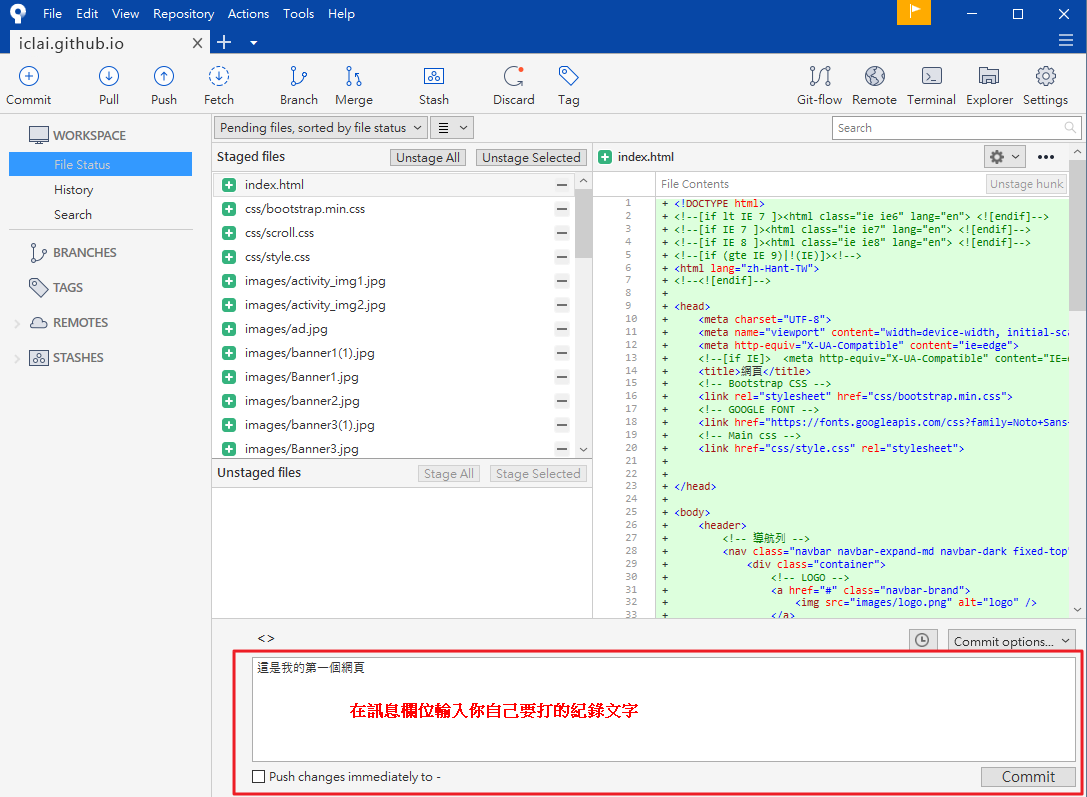 File Edit View Repository Actions Tools Help
iclai.github.io
Commit Pull Push Fetch Branch Merge Stash Discard Tag Git-flow Remote Terminal Explorer Settings
WORKSPACE
File Status
History
Search
BRANCHES
TAGS
REMOTES
STASHES
Pending files, sorted by file status
Search
Staged files Unstage All Unstage Selected
index.html
css/bootstrap.min.css
css/scroll.css
css/style.css
images/activity_img1.jpg
images/activity_img2.jpg
images/ad.jpg
images/banner1(1).jpg
images/Banner1.jpg
images/banner2.jpg
images/banner3(1).jpg
images/Banner3.jpg
Unstaged files Stage All Stage Selected
index.html
File Contents Unstage hunk
1 + <!DOCTYPE html>
2 + <!--[if lt IE 7 ]><html class="ie ie6" lang="en"> <![endif]-->
3 + <!--[if IE 7 ]><html class="ie ie7" lang="en"> <![endif]-->
4 + <!--[if IE 8 ]><html class="ie ie8" lang="en"> <![endif]-->
5 + <!--[if (gte IE 9)|!(IE)]><!-->
6 + <html lang="zh-Hant-TW">
7 + <!--<![endif]-->
8 +
9 + <head>
10 + <meta charset="UTF-8">
11 + <meta name="viewport" content="width=device-width, initial-sca
12 + <meta http-equiv="X-UA-Compatible" content="ie=edge">
13 + <!--[if IE]> <meta http-equiv="X-UA-Compatible" content="IE=
14 + <title>網頁</title>
15 + <!-- Bootstrap CSS -->
16 + <link rel="stylesheet" href="css/bootstrap.min.css">
17 + <!-- GOOGLE FONT -->
18 + <link href="https://fonts.googleapis.com/css?family=Noto+Sans+
19 + <!-- Main css -->
20 + <link href="css/style.css" rel="stylesheet">
21 +
22 +
23 + </head>
24 +
25 + <body>
26 + <header>
27 + <!-- 導航列 -->
28 + <nav class="navbar navbar-expand-md navbar-dark fixed-top"
29 + <div class="container">
30 + <!-- LOGO -->
31 + <a href="#" class="navbar-brand">
32 + <img src="images/logo.png" alt="logo" />
33 + </a>
<> Commit options...
這是我的第一個網頁
在訊息欄位輸入你自己要打的紀錄文字
Push changes immediately to - Commit